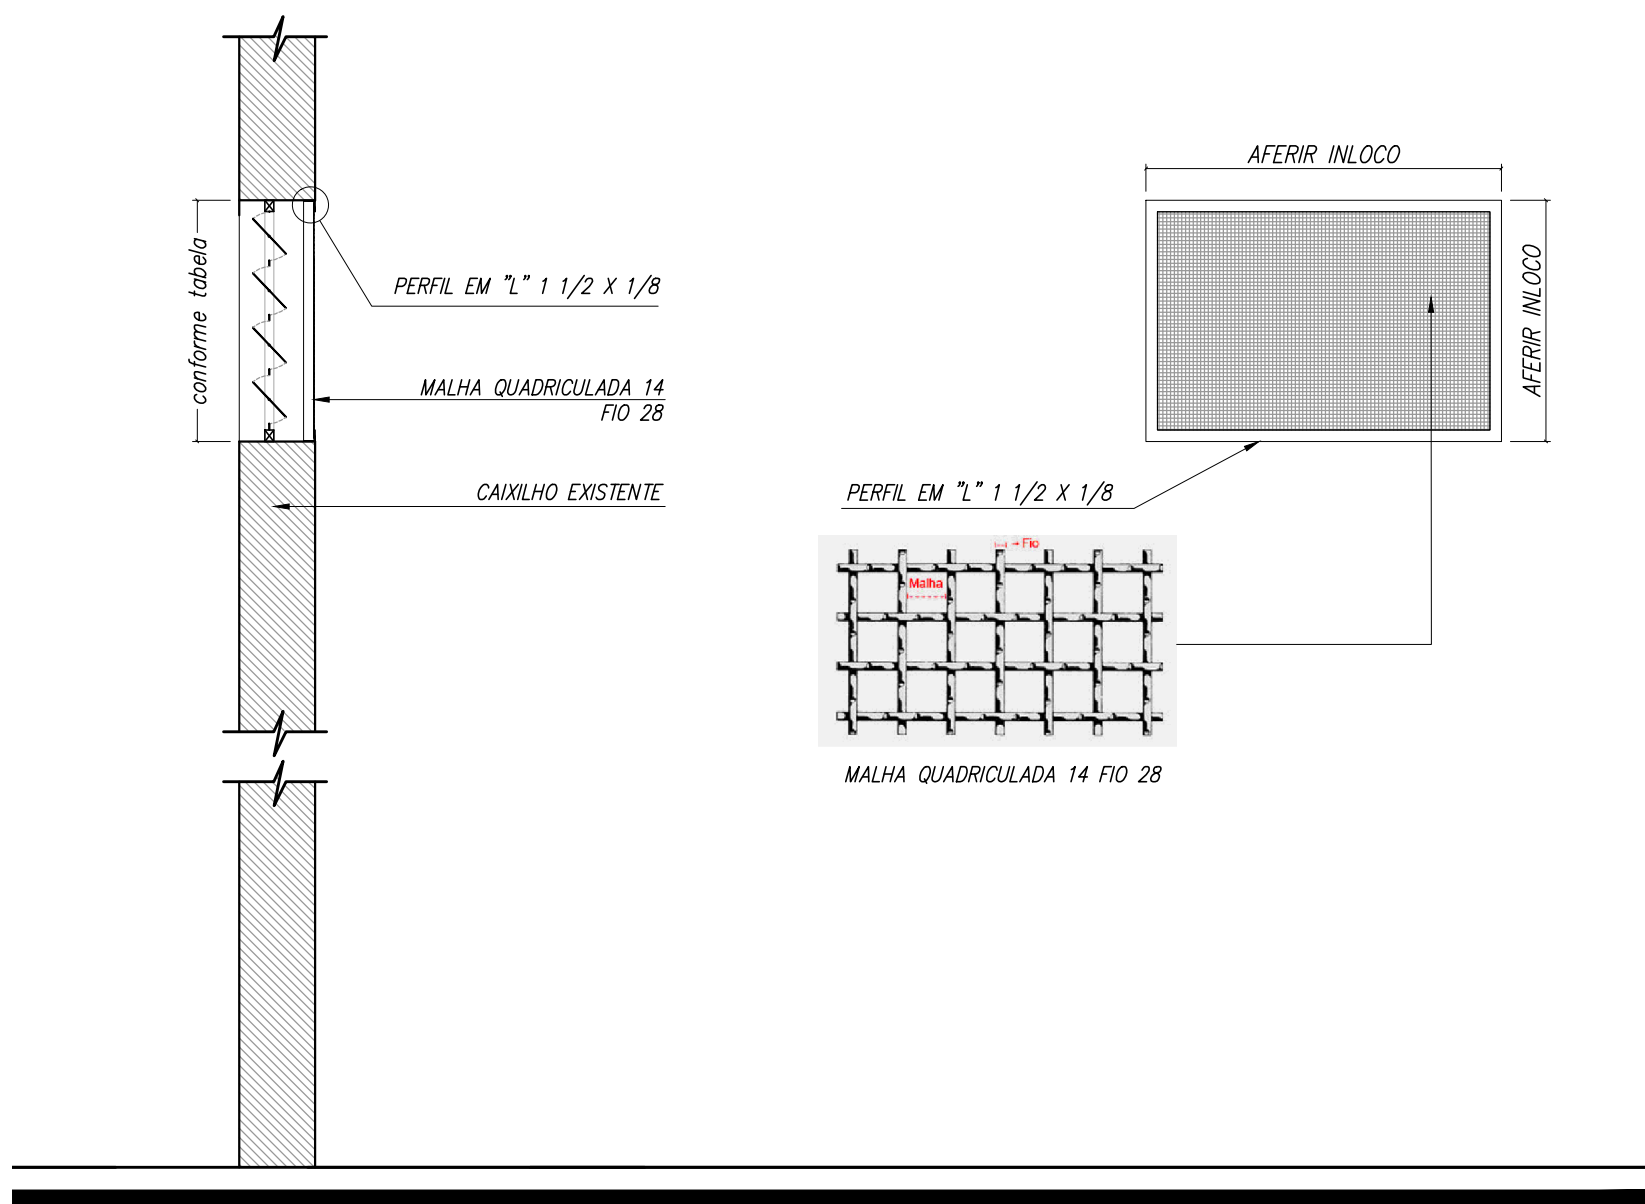 AFERIR INLOCO
conforme tabela
PERFIL EM "L" 1 1/2 X 1/8
AFERIR INLOCO
MALHA QUADRICULADA 14
FIO 28
CAIXILHO EXISTENTE
PERFIL EM "L" 1 1/2 X 1/8
Fio
Malha
MALHA QUADRICULADA 14 FIO 28